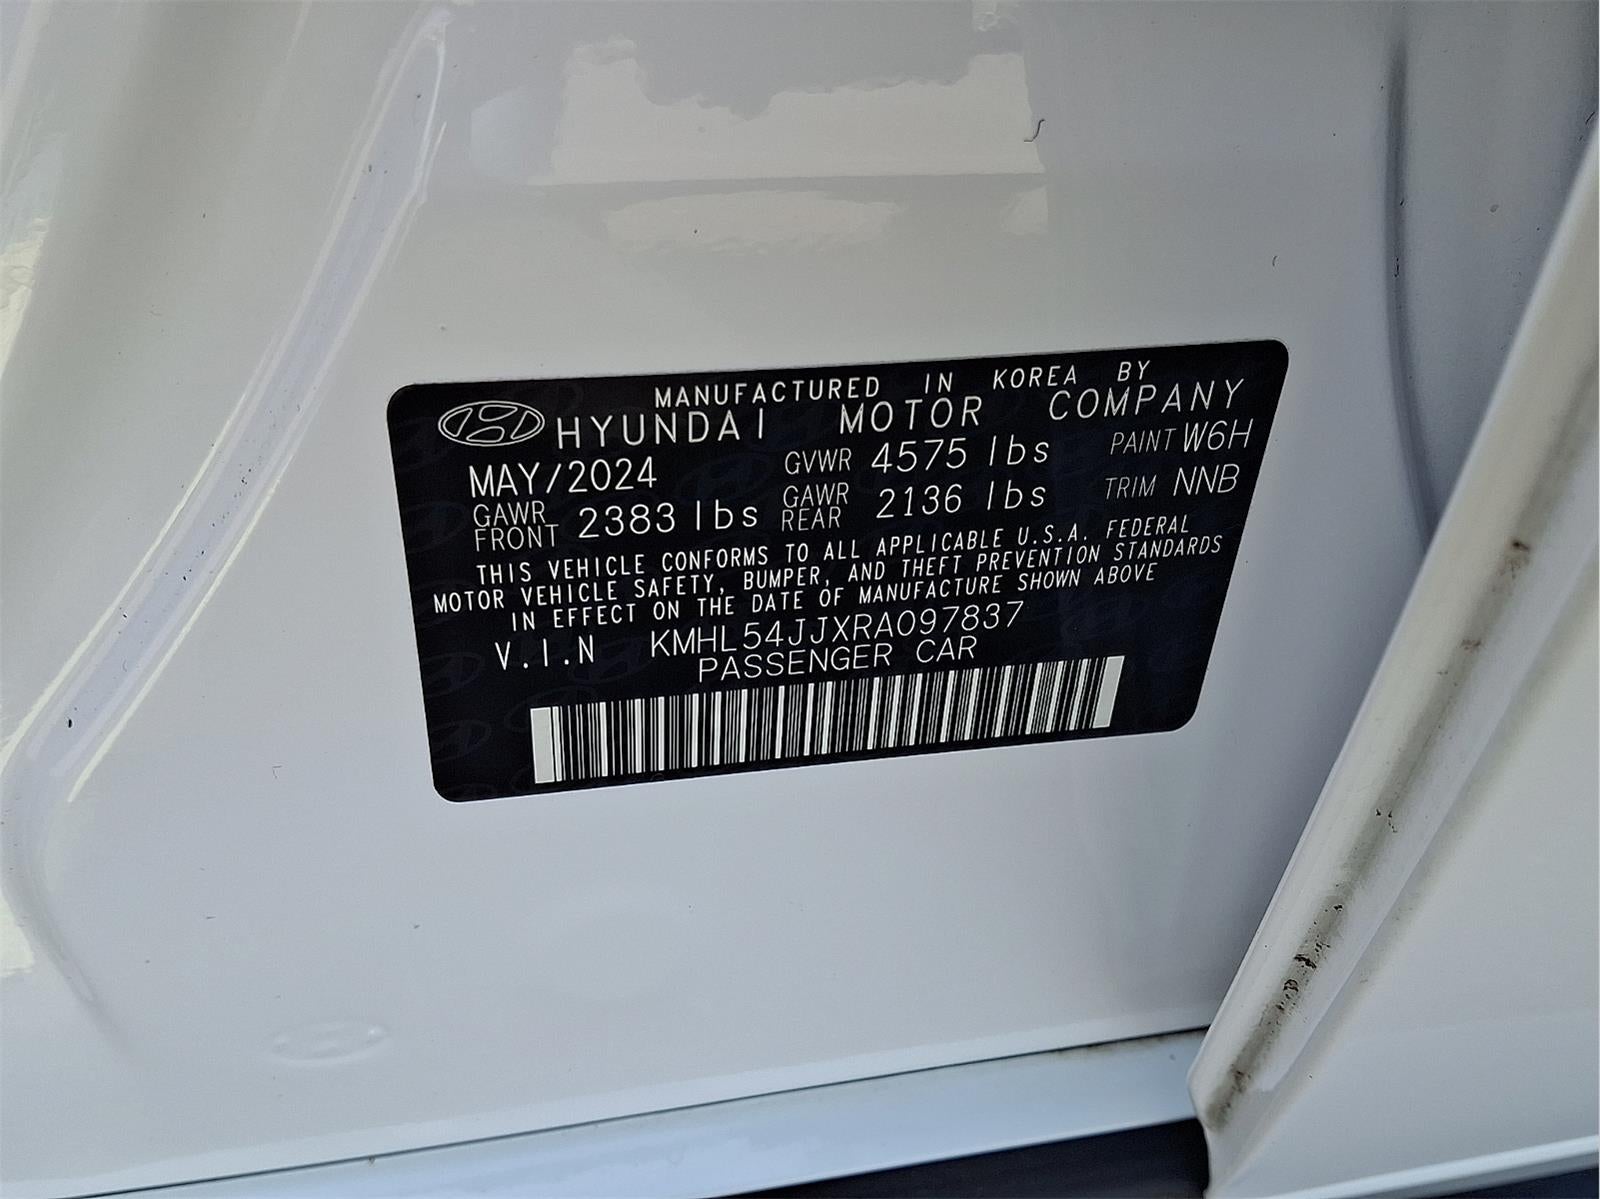 MANUFACTURED IN KOREA BY
HYUNDAI MOTOR COMPANY
MAY/2024 GVWR 4575 lbs PAINT W6H
GAWR FRONT 2383 lbs GAWR REAR 2136 lbs TRIM NNB
THIS VEHICLE CONFORMS TO ALL APPLICABLE U.S.A. FEDERAL
MOTOR VEHICLE SAFETY, BUMPER, AND THEFT PREVENTION STANDARDS
IN EFFECT ON THE DATE OF MANUFACTURE SHOWN ABOVE
V.I.N KMHL54JJXRA097837
PASSENGER CAR